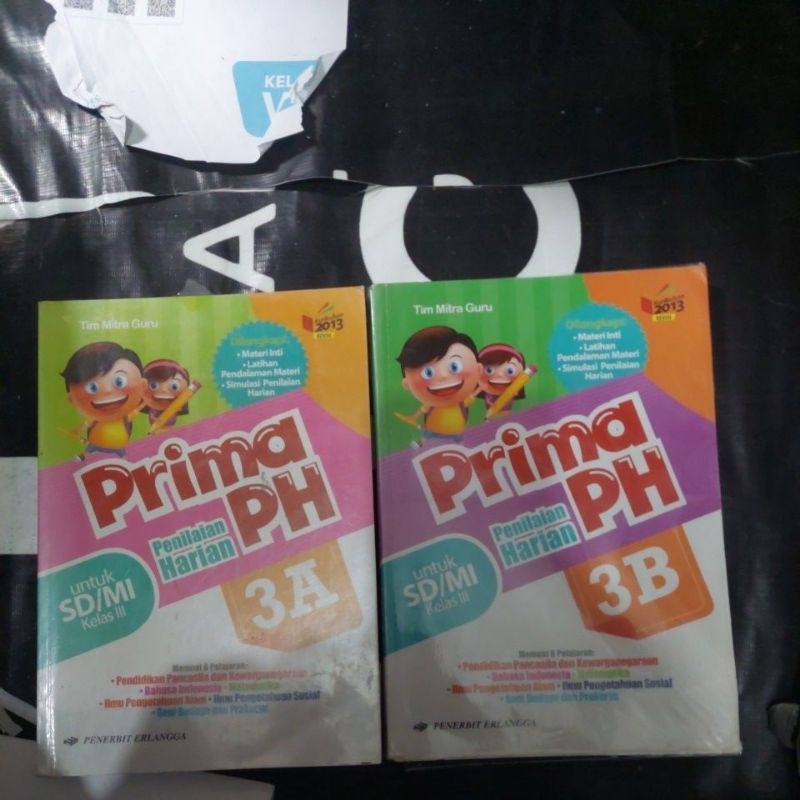 KEL
VI
A
O
Tim Mitra Guru
Kurikulum
2013
REVISI
Dilengkapi:
• Materi Inti
• Latihan
Pendalaman Materi
• Simulasi Penilaian
Harian
Prima
PH
Penilaian
Harian
untuk
SD/MI
Kelas III
3A
Memuat 6 Pelajaran:
• Pendidikan Pancasila dan Kewarganegaraan
• Bahasa Indonesia • Matematika
• Ilmu Pengetahuan Alam • Ilmu Pengetahuan Sosial
• Seni Budaya dan Prakarya
PENERBIT ERLANGGA
Tim Mitra Guru
Kurikulum
2013
REVISI
Dilengkapi:
• Materi Inti
• Latihan
Pendalaman Materi
• Simulasi Penilaian
Harian
Prima
PH
Penilaian
Harian
untuk
SD/MI
Kelas III
3B
Memuat 6 Pelajaran:
• Pendidikan Pancasila dan Kewarganegaraan
• Bahasa Indonesia • Matematika
• Ilmu Pengetahuan Alam • Ilmu Pengetahuan Sosial
• Seni Budaya dan Prakarya
PENERBIT ERLANGGA